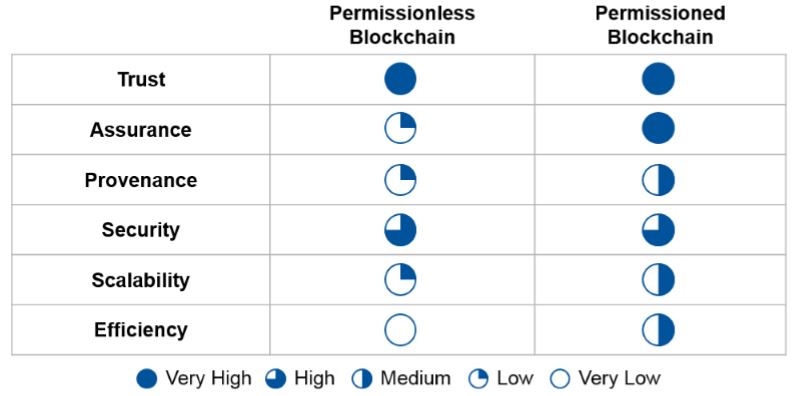 Permissionless Permissioned
Blockchain Blockchain
Trust
Assurance
Provenance
Security
Scalability
Efficiency
Very High High Medium Low Very Low